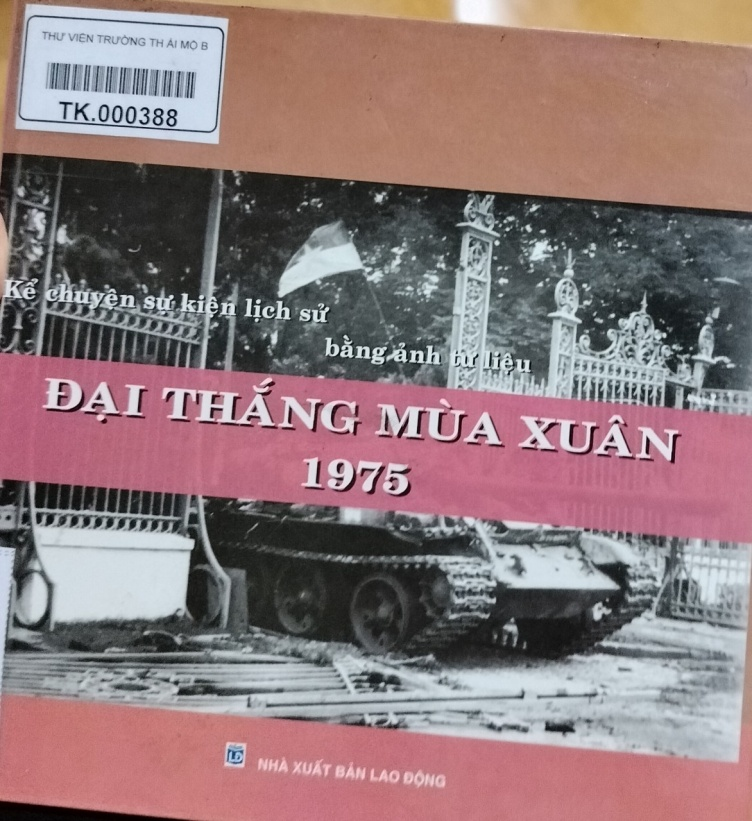 THƯ VIỆN TRƯỜNG TH ÁI MỘ B
TK.000388
Kể chuyện sự kiện lịch sử
bằng ảnh tư liệu
ĐẠI THẮNG MÙA XUÂN
1975
LĐ
NHÀ XUẤT BẢN LAO ĐỘNG